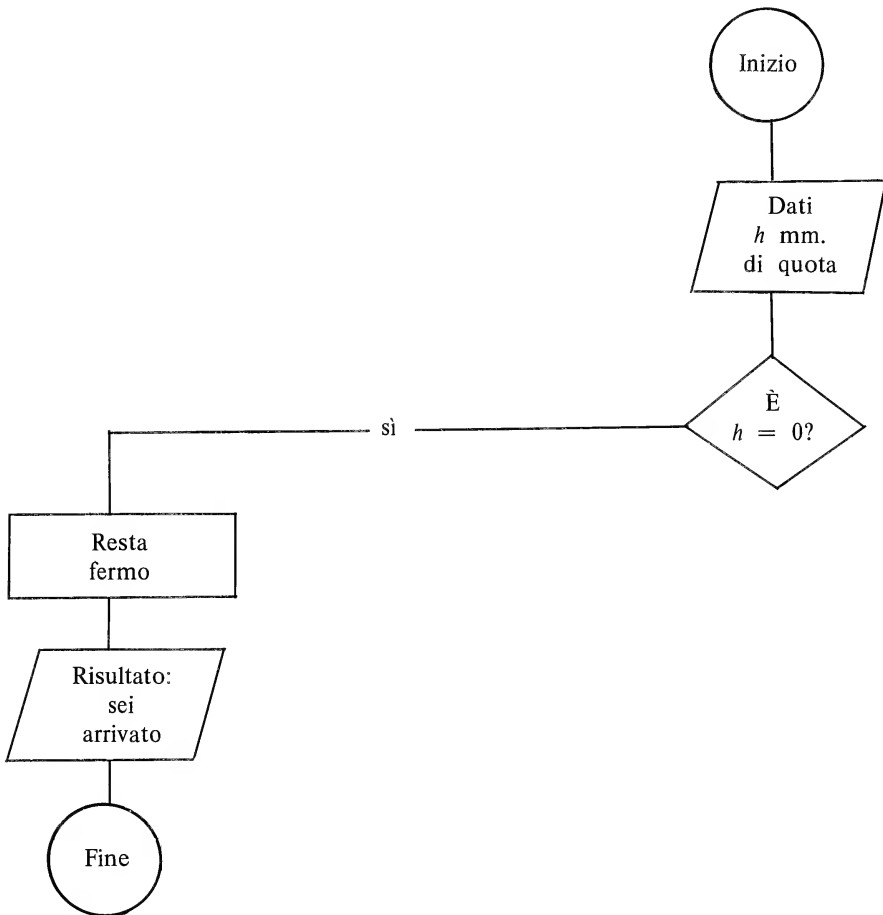 Inizio
Dati
h mm.
di quota
È
h = 0?
sì
Resta
fermo
Risultato:
sei
arrivato
Fine